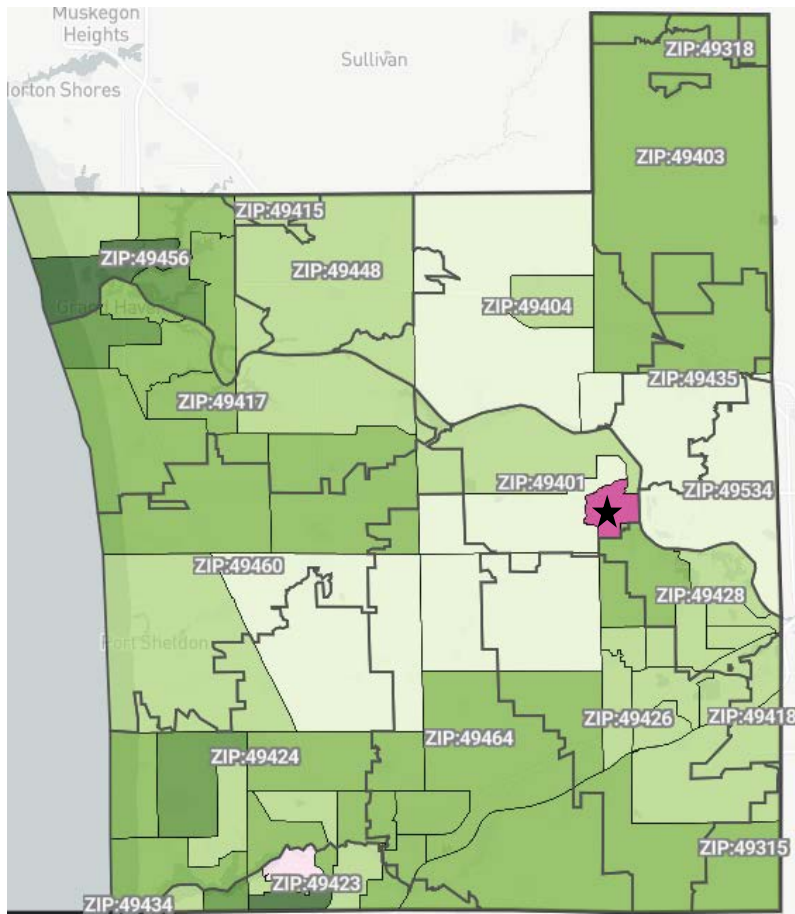 Muskegon
Heights
Sullivan
Norton Shores
ZIP:49318
ZIP:49403
ZIP:49415
ZIP:49456
ZIP:49448
Grand Haven
ZIP:49404
ZIP:49435
ZIP:49417
ZIP:49401
ZIP:49534
ZIP:49460
ZIP:49428
Port Sheldon
ZIP:49426
ZIP:49418
ZIP:49464
ZIP:49424
ZIP:49315
ZIP:49423
ZIP:49434